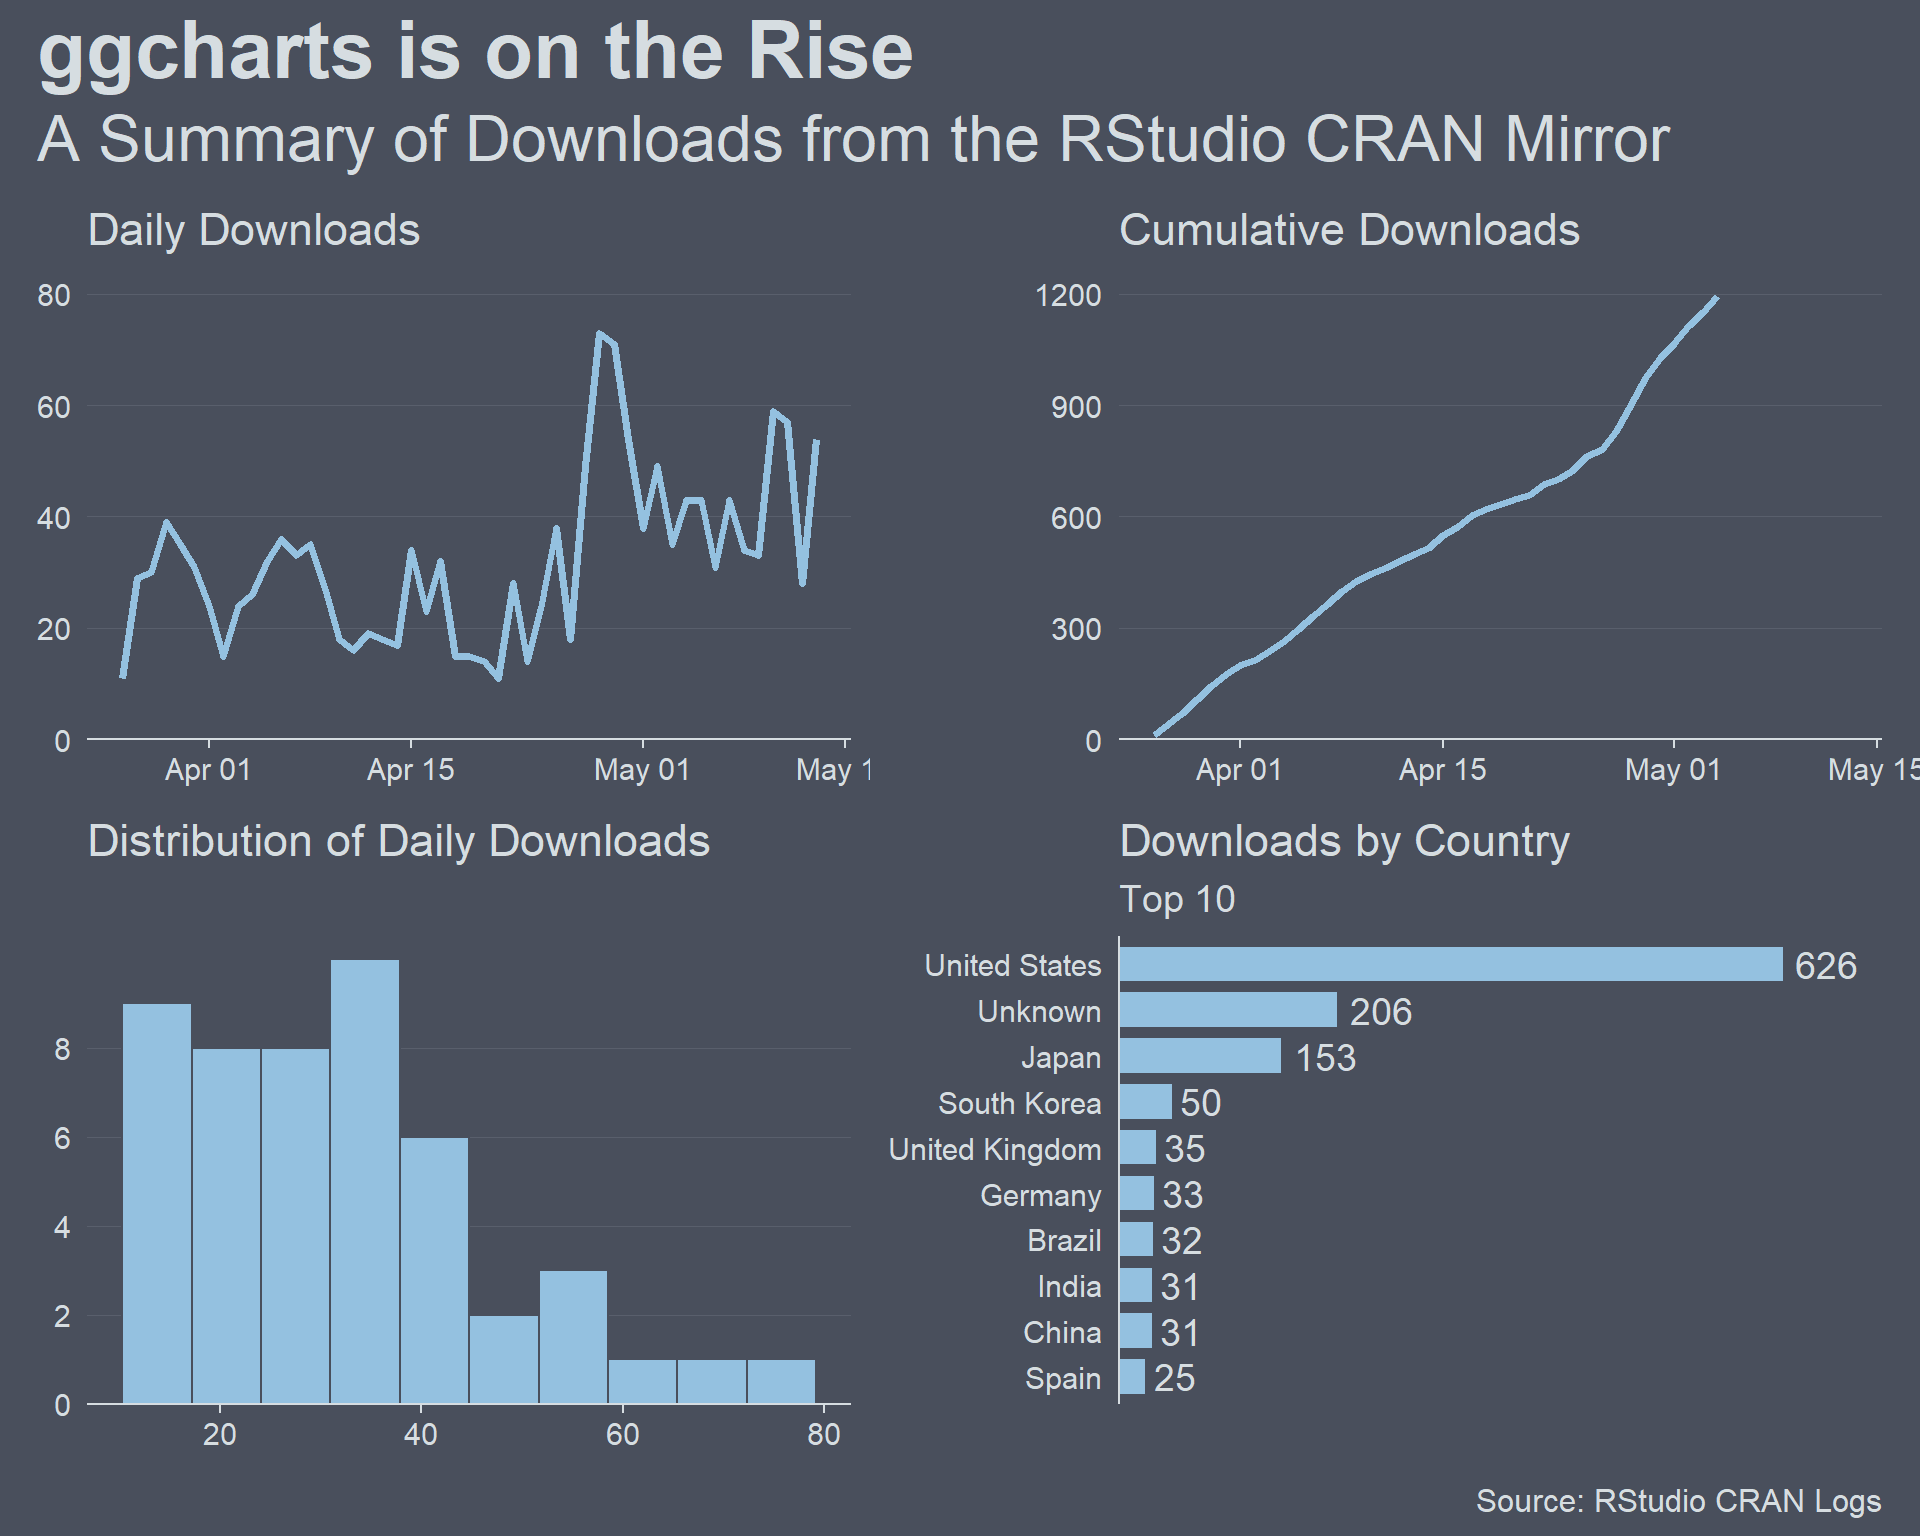 ggcharts is on the Rise
A Summary of Downloads from the RStudio CRAN Mirror
Daily Downloads
80
60
40
20
0
Apr 01 Apr 15 May 01 May 1
Cumulative Downloads
1200
900
600
300
0
Apr 01 Apr 15 May 01 May 15
Distribution of Daily Downloads
8
6
4
2
0
20 40 60 80
Downloads by Country
Top 10
United States 626
Unknown 206
Japan 153
South Korea 50
United Kingdom 35
Germany 33
Brazil 32
India 31
China 31
Spain 25
Source: RStudio CRAN Logs